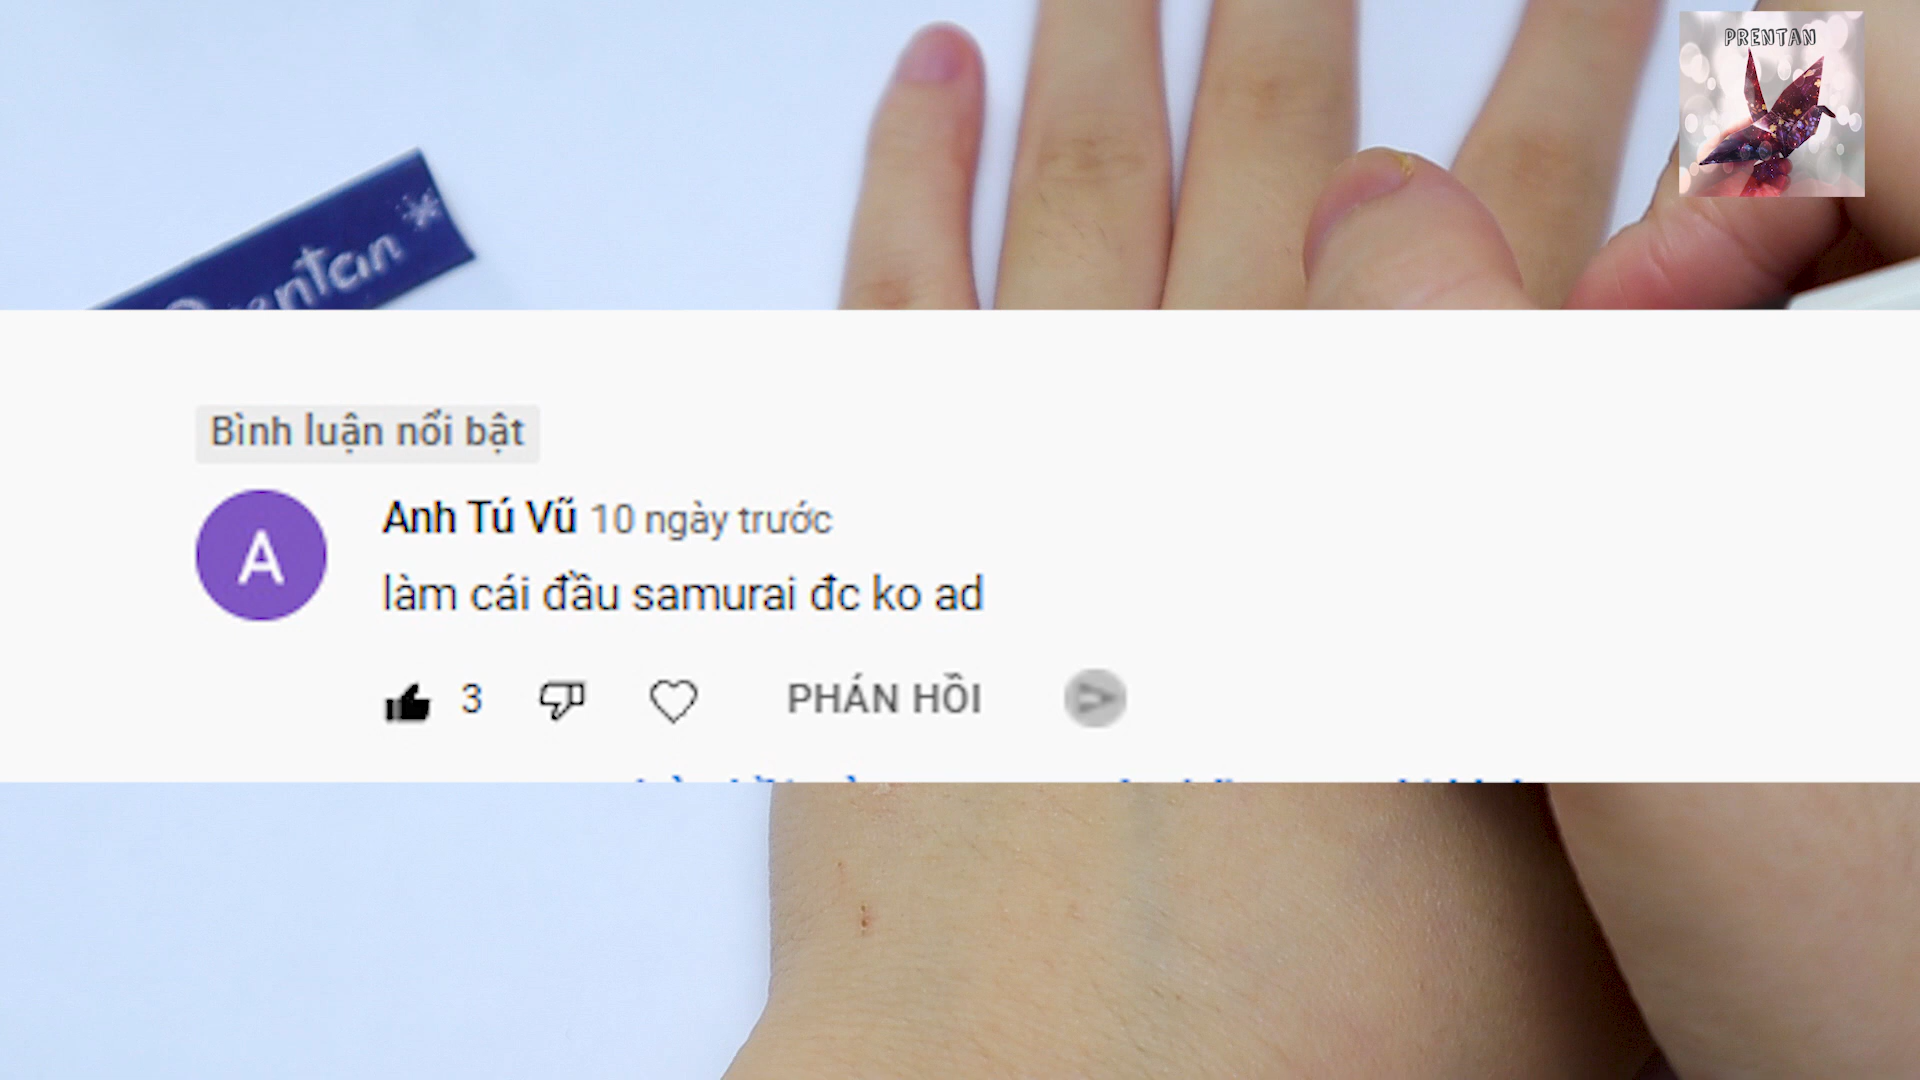 PRENTAN
Prentan
Bình luận nổi bật
A
Anh Tú Vũ 10 ngày trước
làm cái đầu samurai đc ko ad
3
PHẢN HỒI